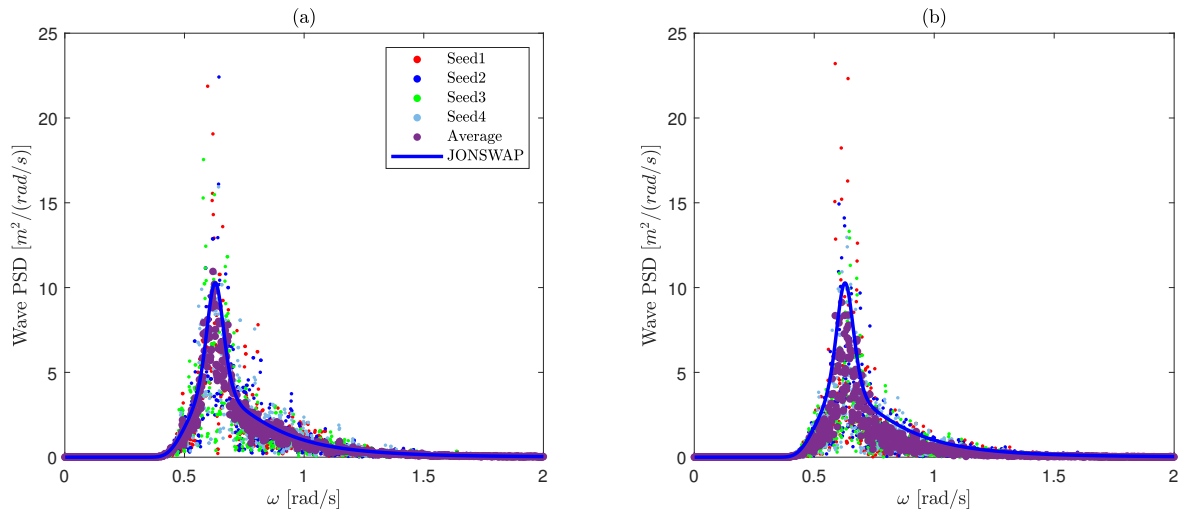 (a)
25
20
15
10
5
0
Wave PSD [m²/(rad/s)]
Seed1
Seed2
Seed3
Seed4
Average
JONSWAP
0 0.5 1 1.5 2
ω [rad/s]
(b)
25
20
15
10
5
0
Wave PSD [m²/(rad/s)]
0 0.5 1 1.5 2
ω [rad/s]